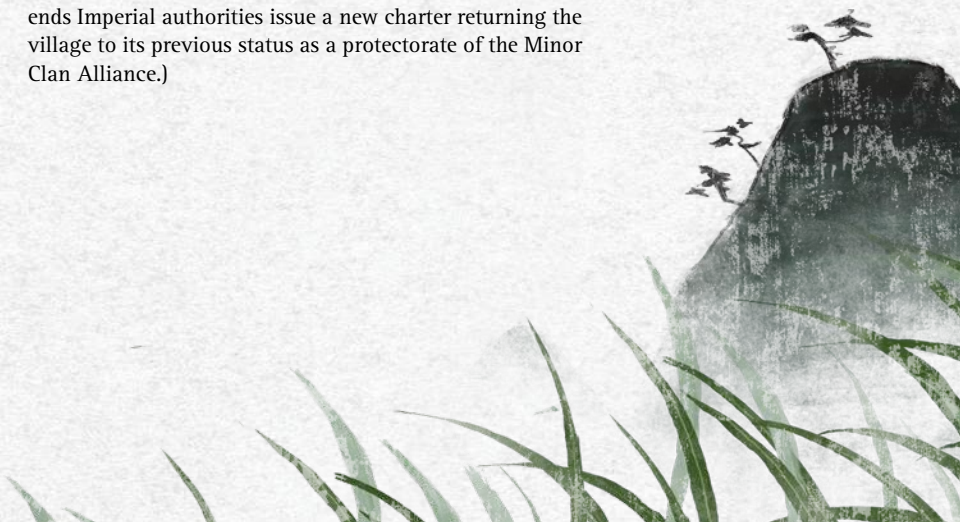 ends Imperial authorities issue a new charter returning the
village to its previous status as a protectorate of the Minor
Clan Alliance.)